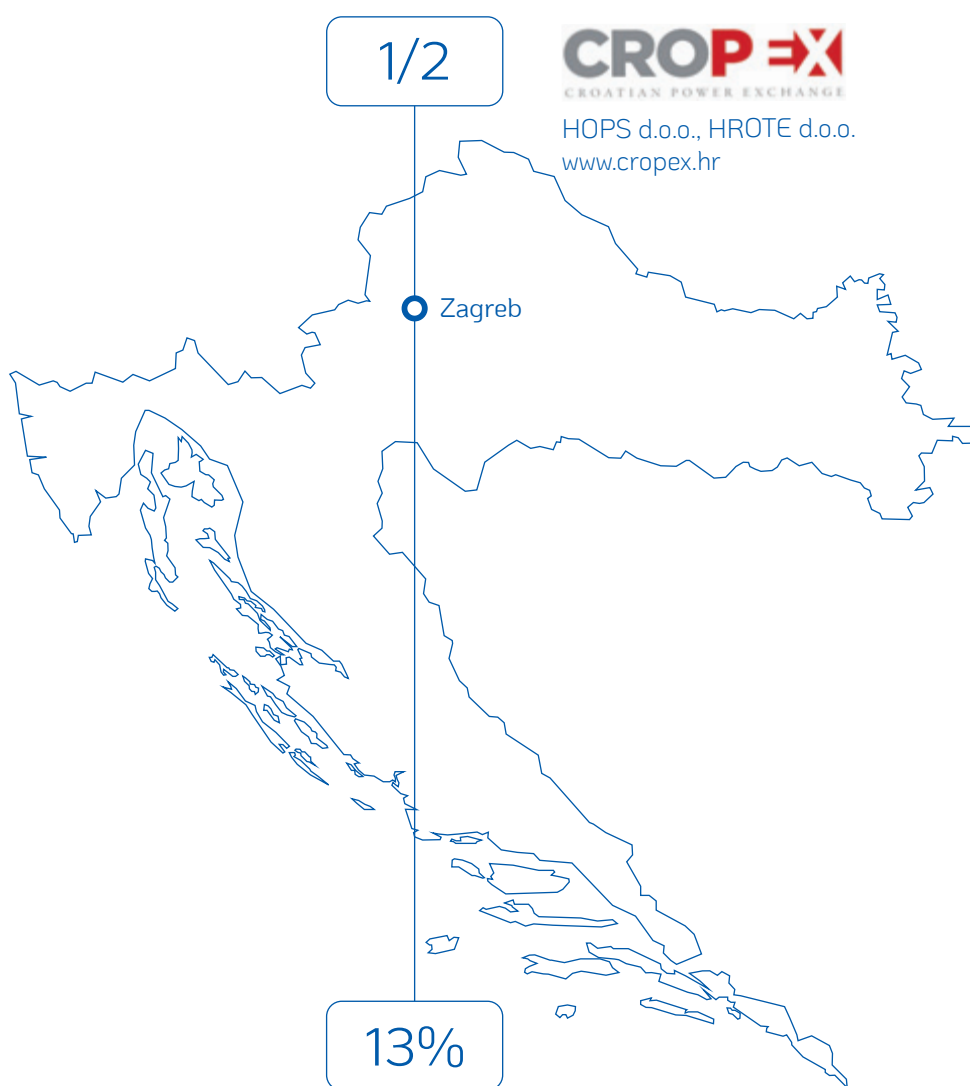 1/2
CROPEX
CROATIAN POWER EXCHANGE
HOPS d.o.o., HROTE d.o.o.
www.cropex.hr
Zagreb
13%